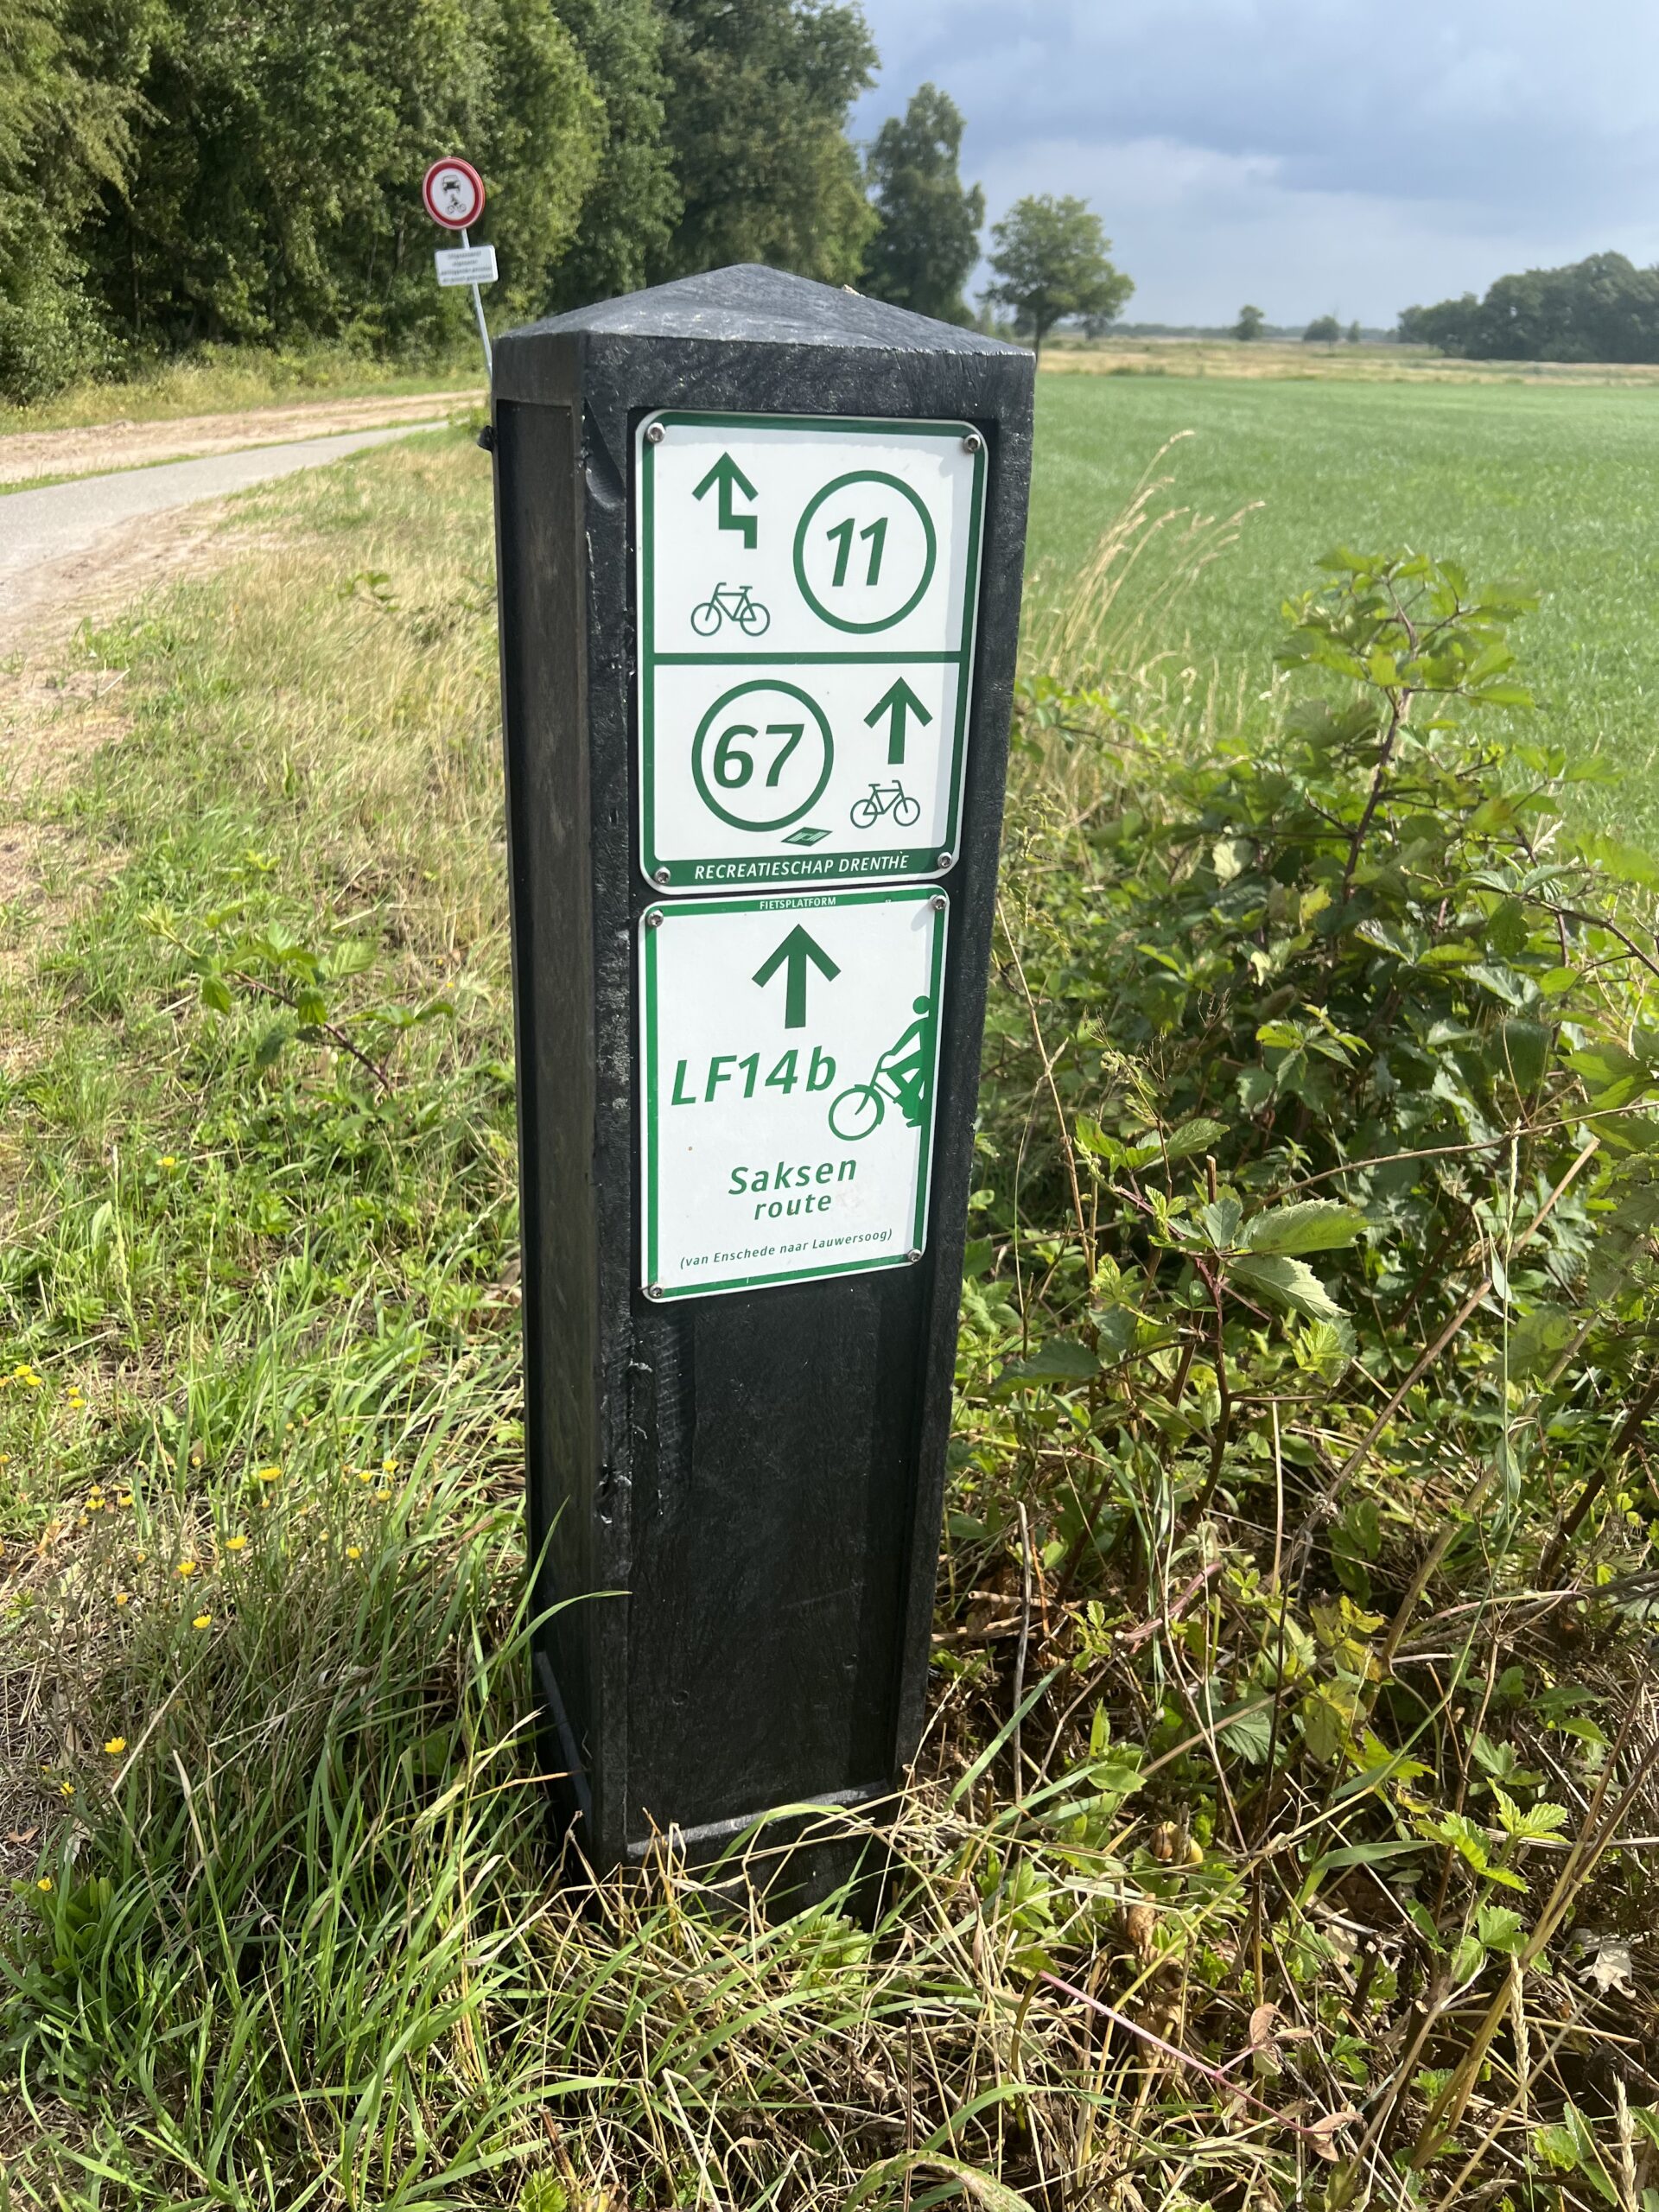 11
67
RECREATIESCHAP DRENTHE
FIETSPLATFORM
LF14b
Saksen
route
(van Enschede naar Lauwersoog)